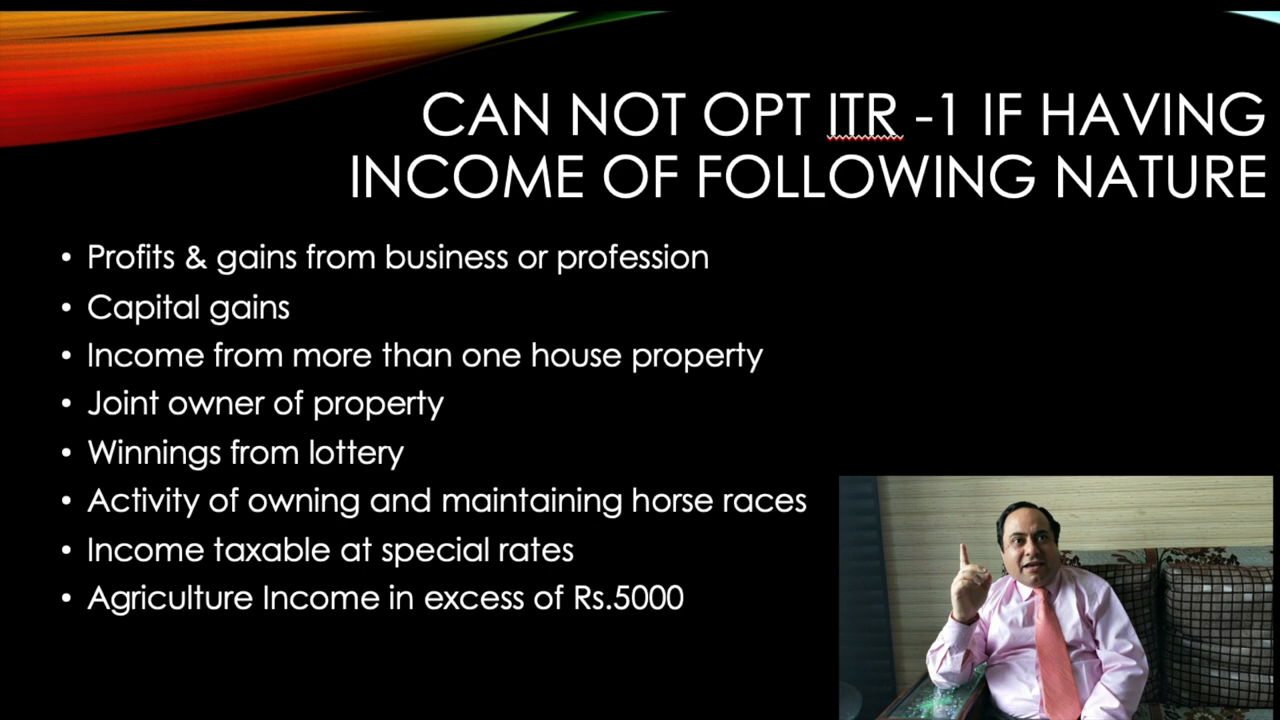 CAN NOT OPT ITR -1 IF HAVING
INCOME OF FOLLOWING NATURE
• Profits & gains from business or profession
• Capital gains
• Income from more than one house property
• Joint owner of property
• Winnings from lottery
• Activity of owning and maintaining horse races
• Income taxable at special rates
• Agriculture Income in excess of Rs.5000